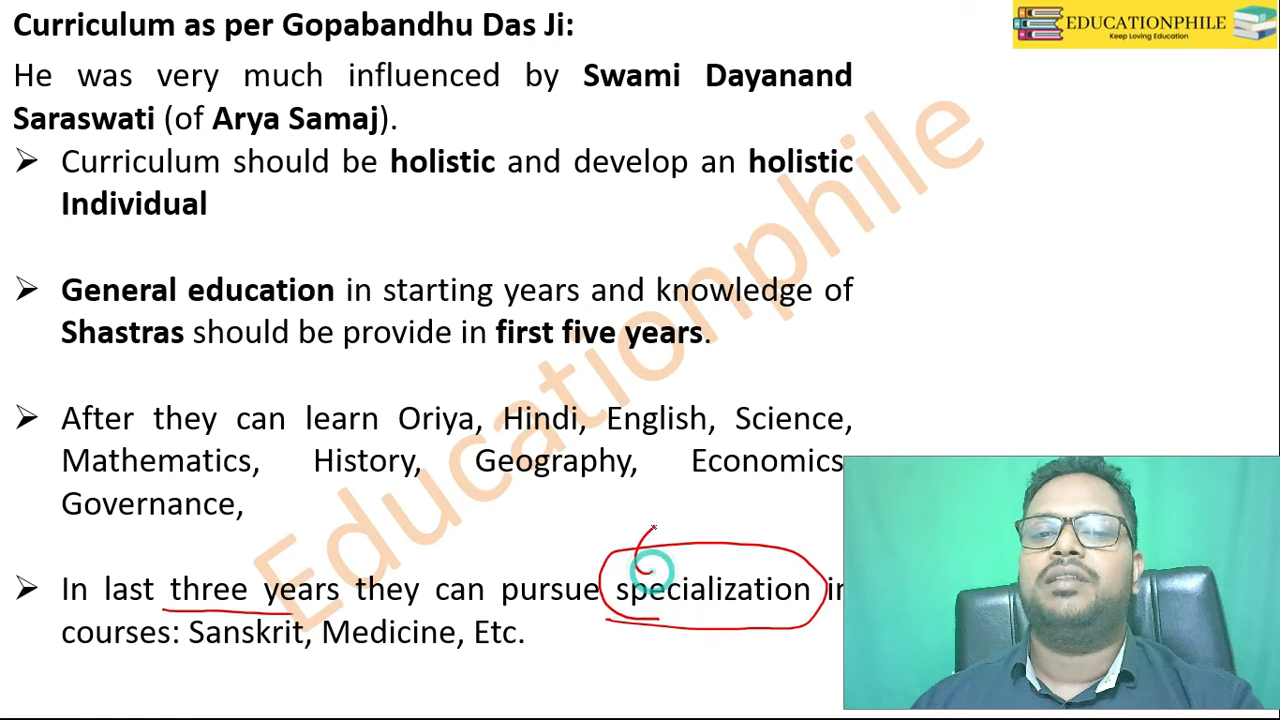 Curriculum as per Gopabandhu Das Ji:
EDUCATIONPHILE
Keep Loving Education
He was very much influenced by Swami Dayanand
Saraswati (of Arya Samaj).
➢ Curriculum should be holistic and develop an holistic
Individual
➢ General education in starting years and knowledge of
Shastras should be provide in first five years.
➢ After they can learn Oriya, Hindi, English, Science,
Mathematics, History, Geography, Economics
Governance,
➢ In last three years they can pursue specialization in
courses: Sanskrit, Medicine, Etc.
Educationphile